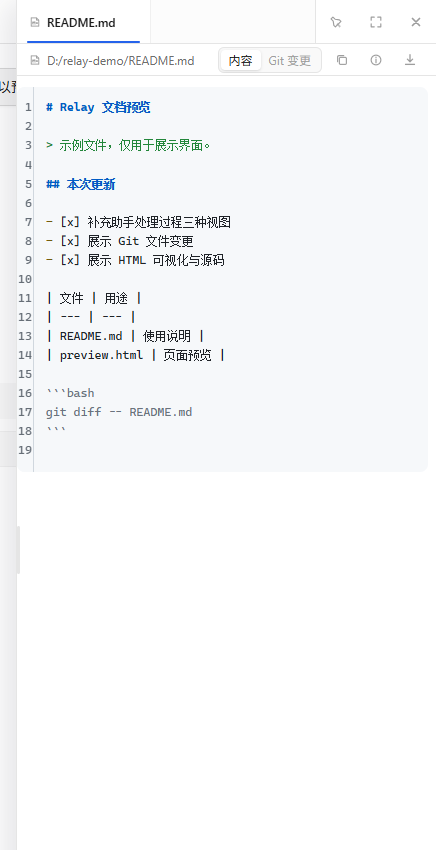 README.md
D:/relay-demo/README.md 内容 Git 变更
以
1 # Relay 文档预览
2
3 > 示例文件，仅用于展示界面。
4
5 ## 本次更新
6
7 - [x] 补充助手处理过程三种视图
8 - [x] 展示 Git 文件变更
9 - [x] 展示 HTML 可视化与源码
10
11 | 文件 | 用途 |
12 | --- | --- |
13 | README.md | 使用说明 |
14 | preview.html | 页面预览 |
15
16 ```bash
17 git diff -- README.md
18 ```
19